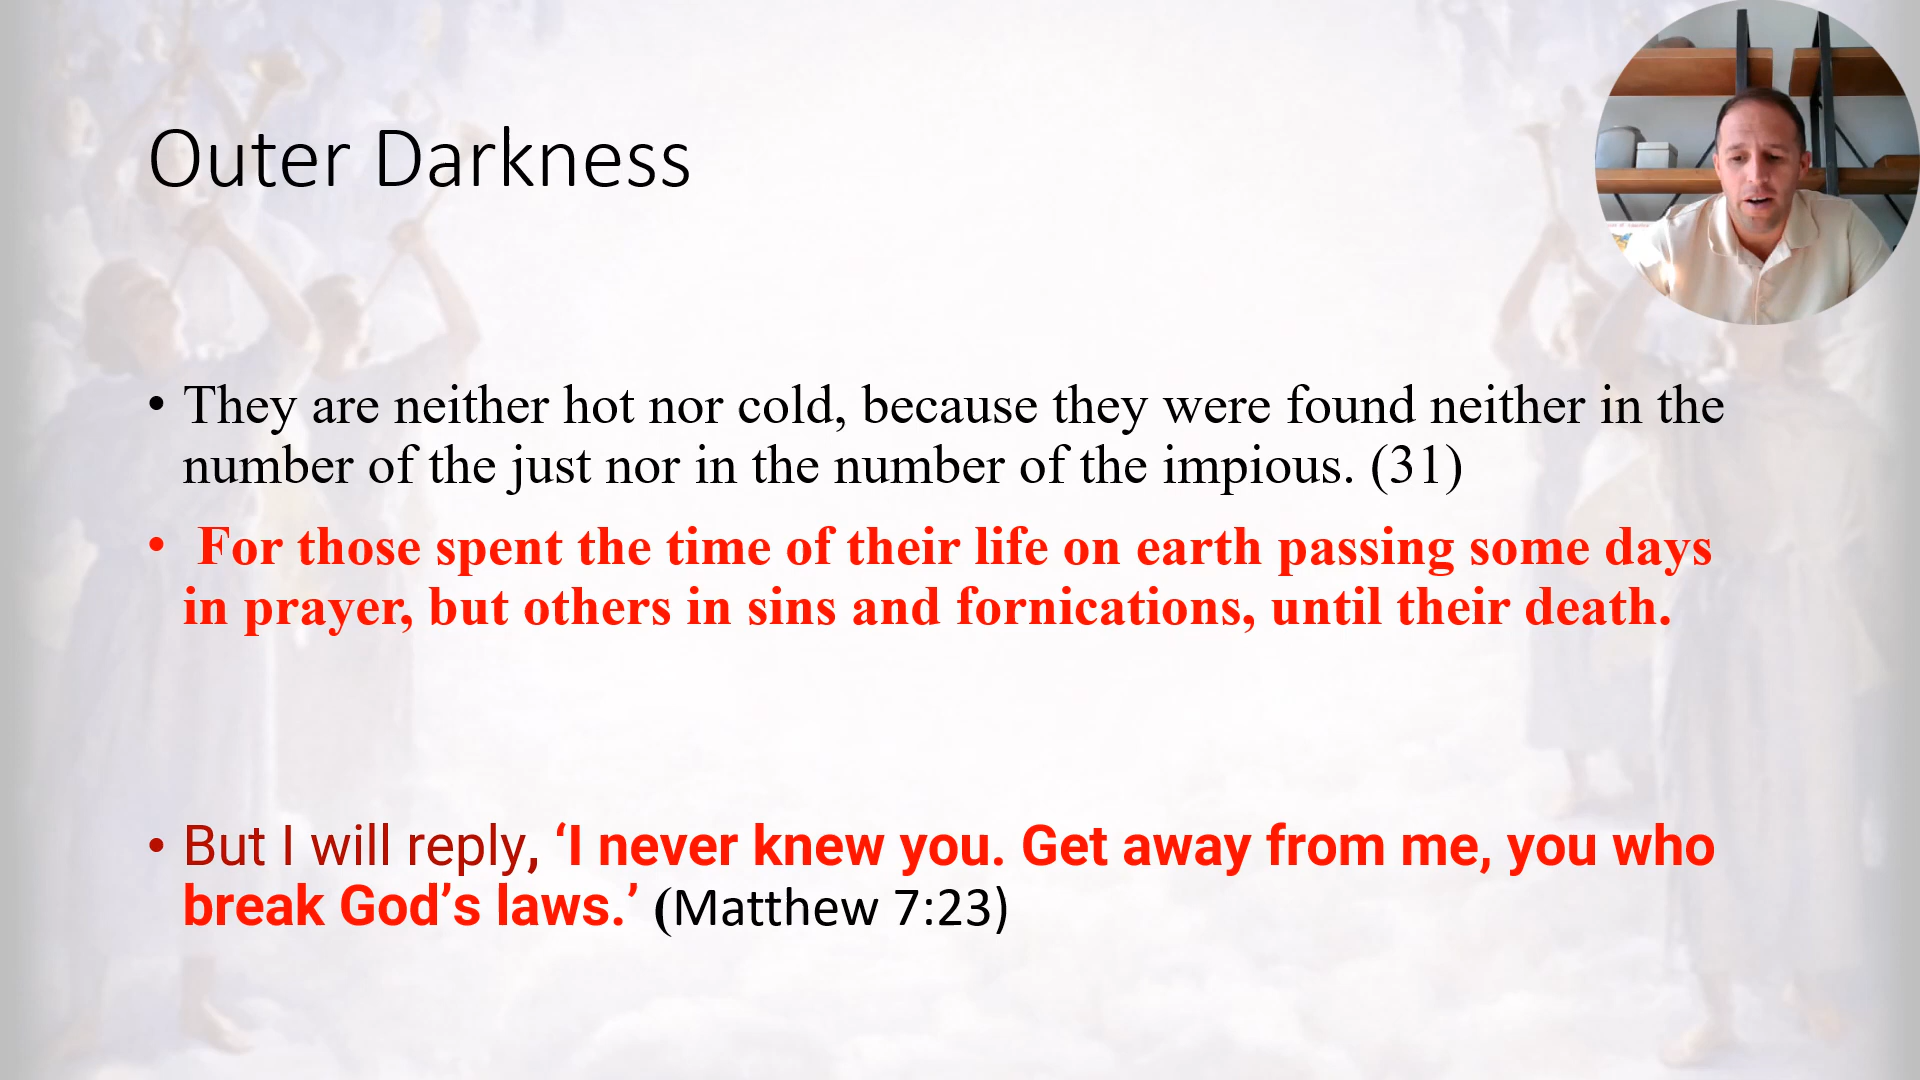 Outer Darkness
• They are neither hot nor cold, because they were found neither in the
number of the just nor in the number of the impious. (31)
• For those spent the time of their life on earth passing some days
in prayer, but others in sins and fornications, until their death.
• But I will reply, ‘I never knew you. Get away from me, you who
break God’s laws.’ (Matthew 7:23)